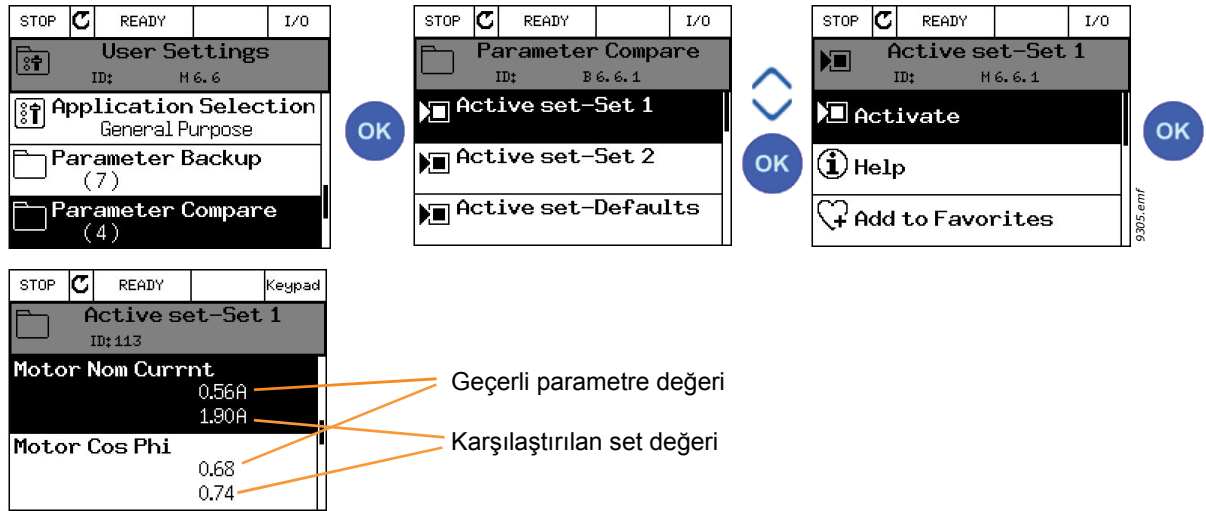 STOP READY I/O
User Settings
ID: M6.6
Application Selection
General Purpose
Parameter Backup
(7)
Parameter Compare
(4)
OK
STOP READY I/O
Parameter Compare
ID: B6.6.1
Active set-Set 1
Active set-Set 2
Active set-Defaults
OK
STOP READY I/O
Active set-Set 1
ID: M6.6.1
Activate
Help
Add to Favorites
OK
9305.emf
STOP READY Keypad
Active set-Set 1
ID:113
Motor Nom Currnt
0.56A
1.90A
Motor Cos Phi
0.68
0.74
Geçerli parametre değeri
Karşılaştırılan set değeri